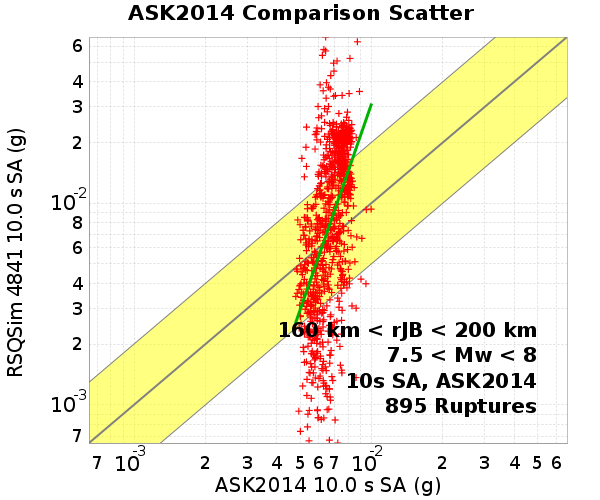 ASK2014 Comparison Scatter
RSQSim 4841 10.0 s SA (g)
6
4
3
2
10-2
8
6
4
3
2
10-3
7
160 km < rJB < 200 km
7.5 < Mw < 8
10s SA, ASK2014
895 Ruptures
7 10-3 2 3 4 5 6 7 10-2 2 3 4 5 6
ASK2014 10.0 s SA (g)